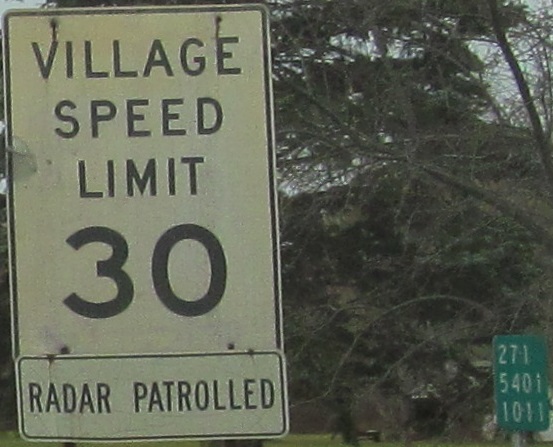 VILLAGE
SPEED
LIMIT
30
RADAR PATROLLED
271
5401
1011